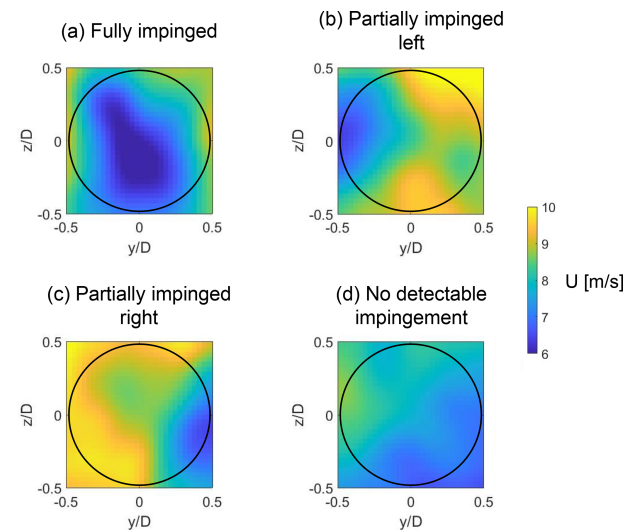 (a) Fully impinged
0.5
z/D
0
-0.5
-0.5
0
0.5
y/D
(b) Partially impinged
left
0.5
z/D
0
-0.5
-0.5
0
0.5
y/D
10
9
8
7
6
U [m/s]
(c) Partially impinged
right
0.5
z/D
0
-0.5
-0.5
0
0.5
y/D
(d) No detectable
impingement
0.5
z/D
0
-0.5
-0.5
0
0.5
y/D